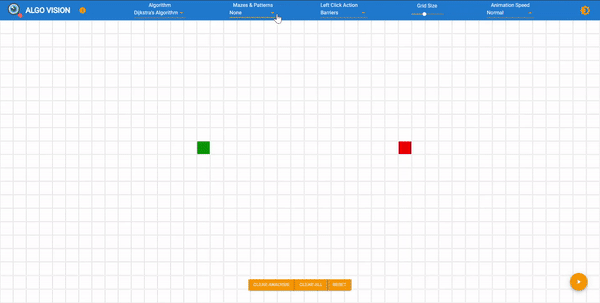 ALGO VISION
Algorithm
Dijkstra's Algorithm
Mazes & Patterns
None
Left Click Action
Barriers
Grid Size
Animation Speed
Normal
CLEAR BARRIERS
CLEAR ALL
RESET